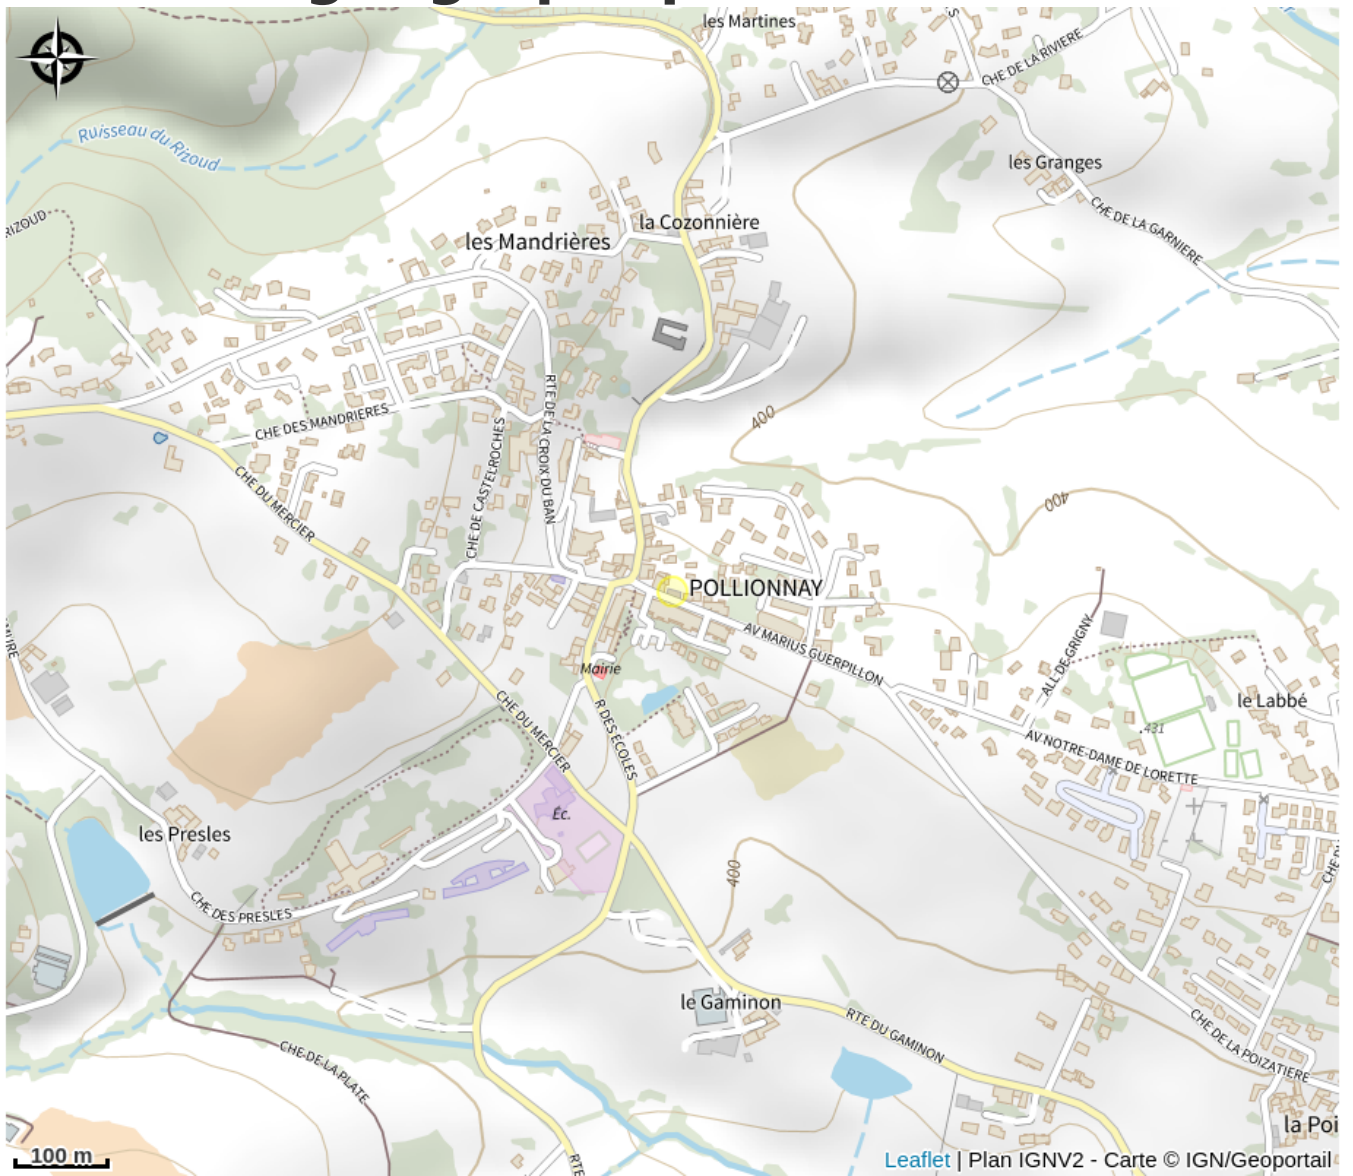 les Martines
CHE DE LA RIVIERE
Ruisseau du Rizoud
les Granges
RIZOUD
CHE DE LA GARNIERE
la Cozonnière
les Mandrières
CHE DES MANDRIERES
RTE DE LA CROIX DU BAN
CHE DE CASTELROCHES
400
CHE DU MERCIER
400
POLLIONNAY
AV MARIUS GUERPILLON
ALL DE GRIGNY
Mairie
R DES ECOLES
CHE DU MERCIER
le Labbé
.431
AV NOTRE-DAME DE LORETTE
Éc.
les Presles
400
CHE DES PRESLES
le Gaminon
RTE DU GAMINON
CHE DE LA POIZATIERE
CHE DE LA PLATE
la Poi
RTE
100 m
Leaflet | Plan IGNV2 - Carte © IGN/Geoportail